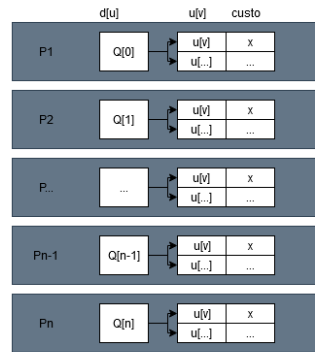 d[u] u[v] custo
P1 Q[0] u[v] x
u[...] ...
P2 Q[1] u[v] x
u[...] ...
P... ... u[v] x
u[...] ...
Pn-1 Q[n-1] u[v] x
u[...] ...
Pn Q[n] u[v] x
u[...] ...